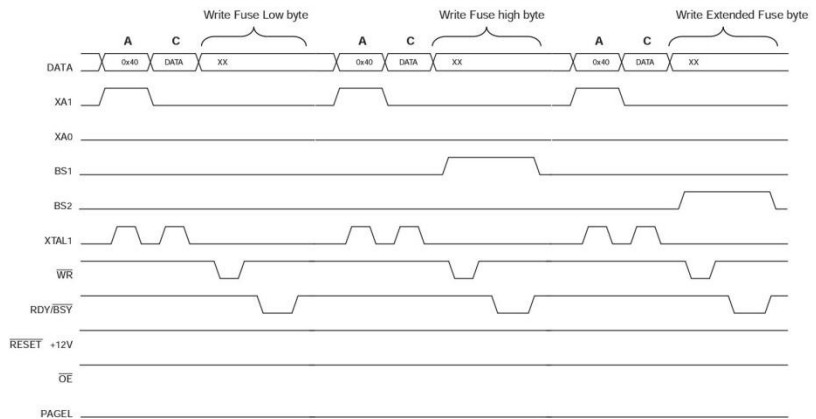 Write Fuse Low byte Write Fuse high byte Write Extended Fuse byte
A C A C A C
DATA 0x40 DATA XX 0x40 DATA XX 0x40 DATA XX
XA1
XA0
BS1
BS2
XTAL1
WR
RDY/BSY
RESET +12V
OE
PAGEL